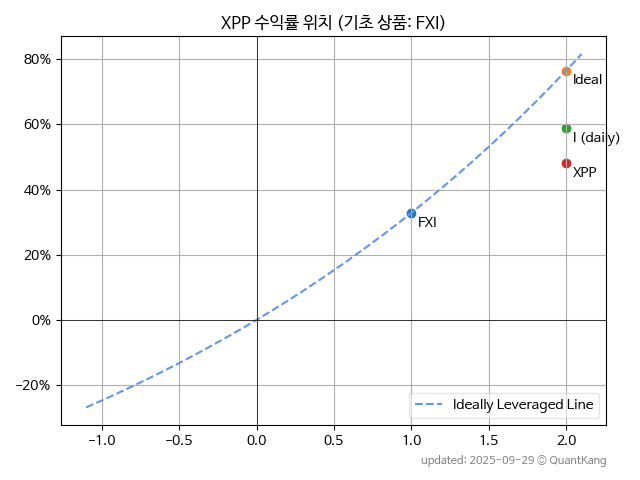 XPP 수익률 위치 (기초 상품: FXI)
80%
60%
40%
20%
0%
−20%
Ideal
I (daily)
XPP
FXI
Ideally Leveraged Line
−1.0 −0.5 0.0 0.5 1.0 1.5 2.0
updated: 2025-09-29 © QuantKang